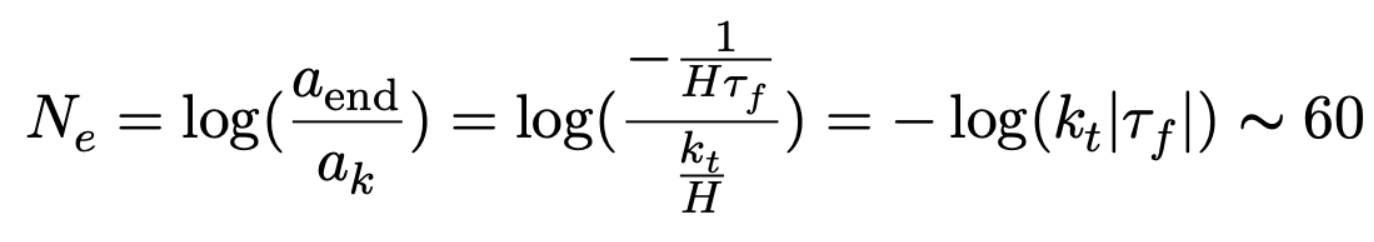 $N_e = \log(\frac{a_{\text{end}}}{a_k}) = \log(\frac{-\frac{1}{H\tau_f}}{\frac{k_t}{H}}) = -\log(k_t|\tau_f|) \sim 60$